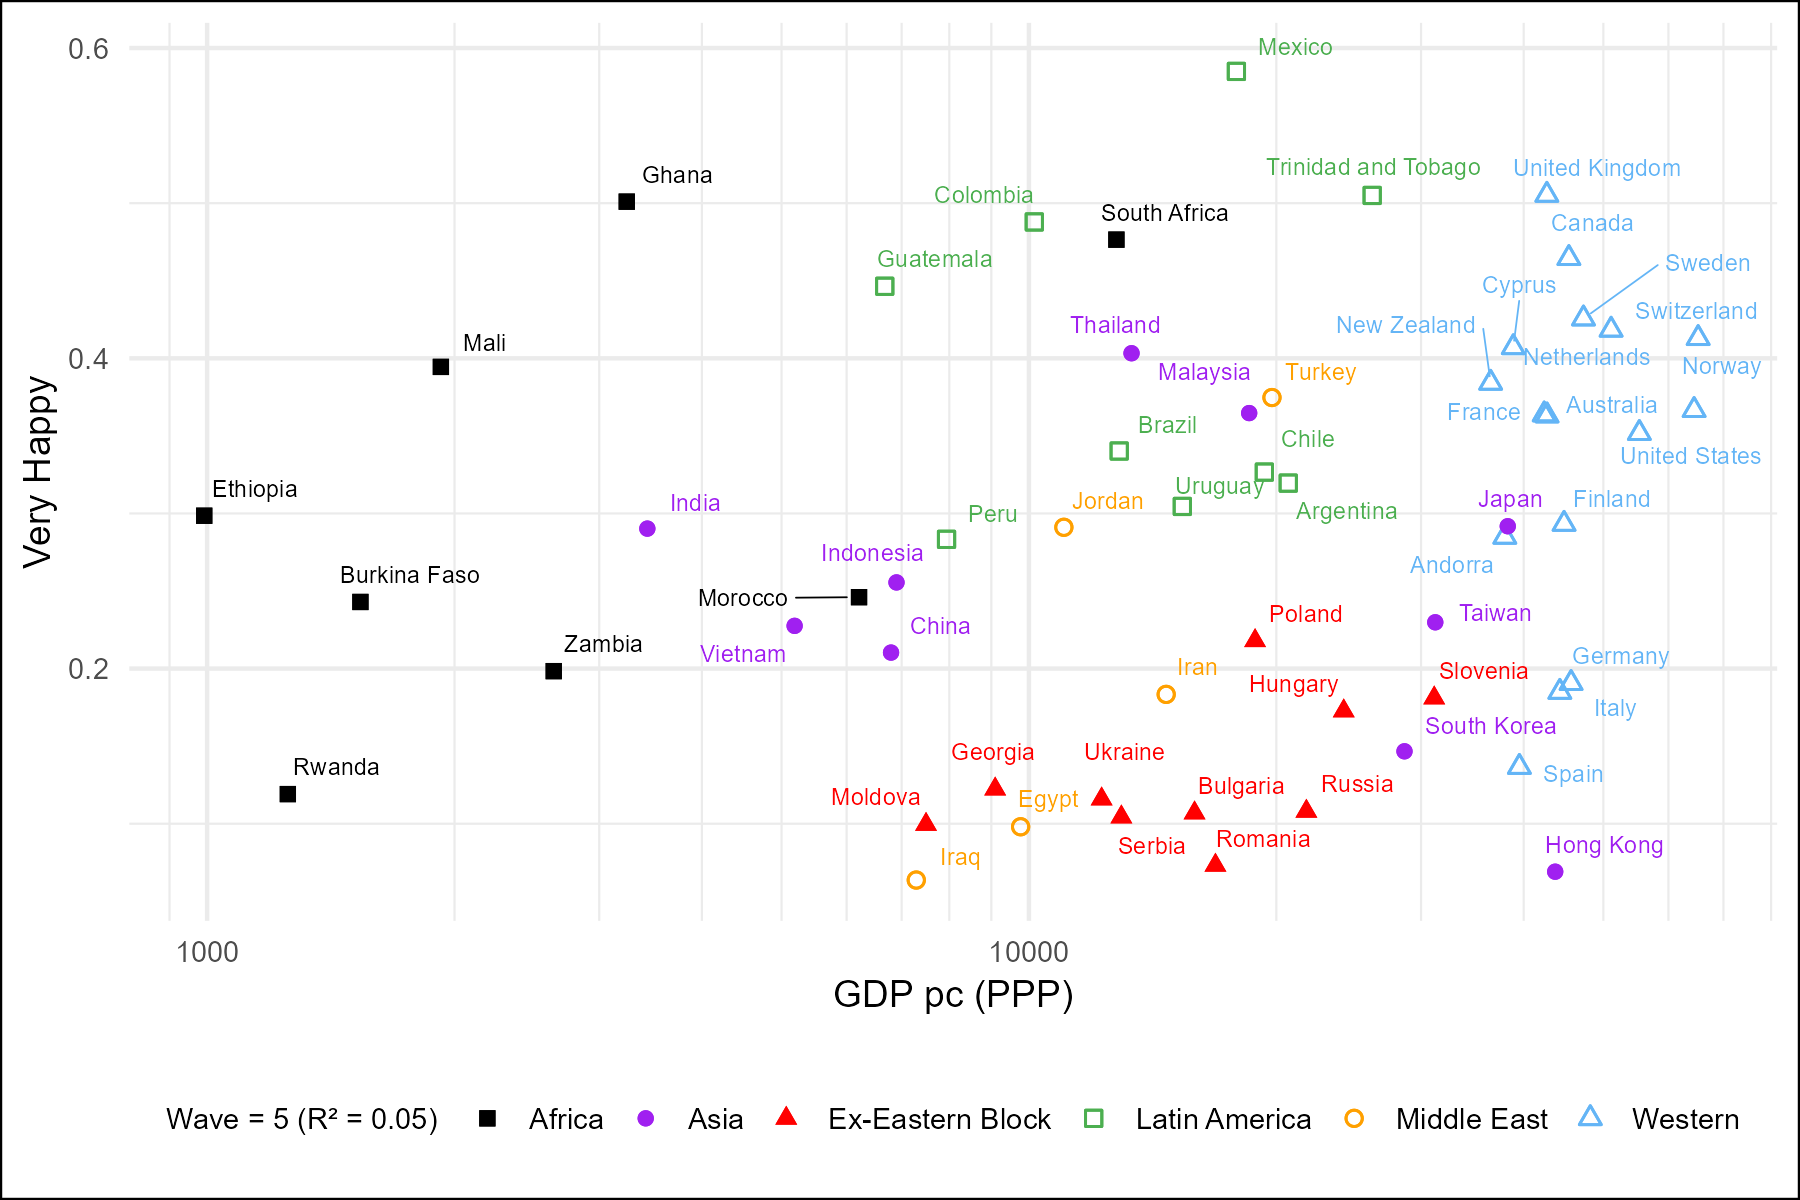 0.6
0.4
0.2
Very Happy
Mexico
Ghana
Trinidad and Tobago
United Kingdom
Colombia
South Africa
Canada
Guatemala
Sweden
Cyprus
Switzerland
Thailand
New Zealand
Mali
Netherlands
Norway
Malaysia
Turkey
France
Australia
Brazil
Chile
United States
Ethiopia
Uruguay
India
Jordan
Japan
Finland
Peru
Argentina
Indonesia
Andorra
Burkina Faso
Morocco
China
Poland
Taiwan
Zambia
Vietnam
Iran
Germany
Hungary
Slovenia
Italy
South Korea
Georgia
Ukraine
Rwanda
Spain
Moldova
Egypt
Bulgaria
Russia
Serbia
Romania
Iraq
Hong Kong
1000
10000
GDP pc (PPP)
Wave = 5 (R² = 0.05) Africa Asia Ex-Eastern Block Latin America Middle East Western